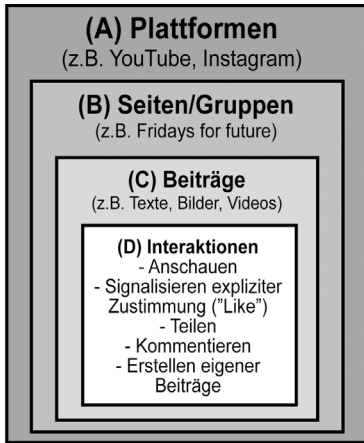 (A) Plattformen
(z.B. YouTube, Instagram)
(B) Seiten/Gruppen
(z.B. Fridays for future)
(C) Beiträge
(z.B. Texte, Bilder, Videos)
(D) Interaktionen
- Anschauen
- Signalisieren expliziter
Zustimmung ("Like")
- Teilen
- Kommentieren
- Erstellen eigener
Beiträge